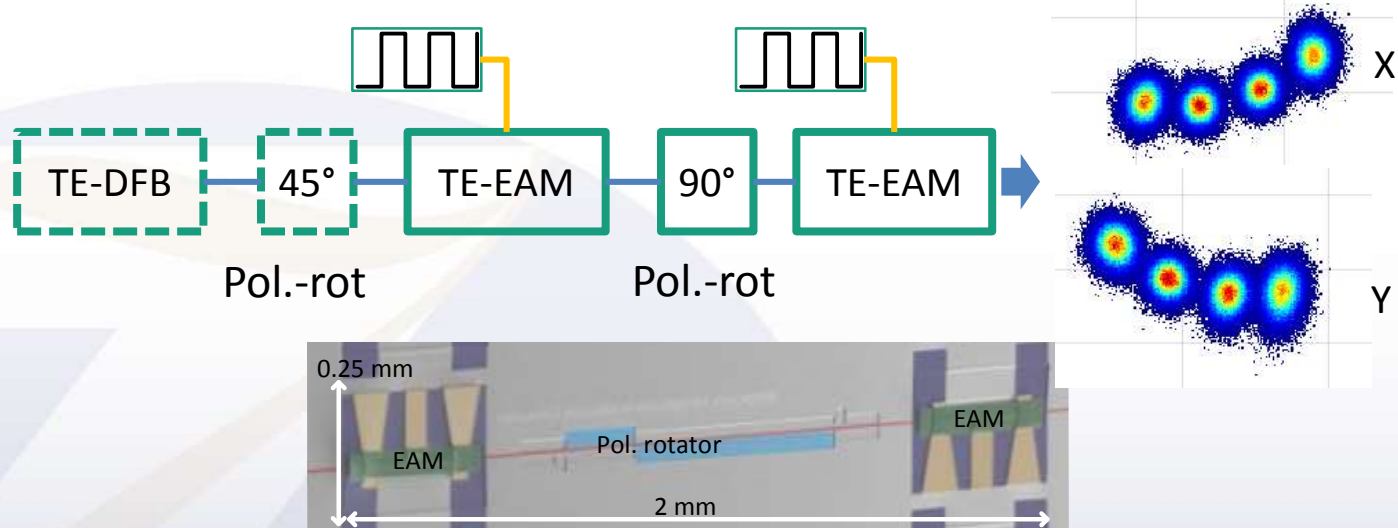 X
TE-DFB
45°
TE-EAM
90°
TE-EAM
Pol.-rot
Pol.-rot
Y
0.25 mm
EAM
Pol. rotator
EAM
2 mm